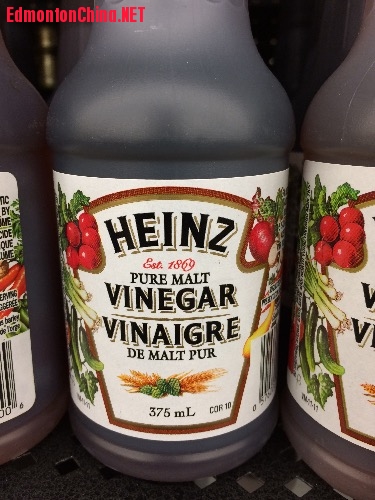 EdmontonChina.NET
HEINZ
Est. 1869
PURE MALT
VINEGAR
VINAIGRE
DE MALT PUR
375 mL
COR 10